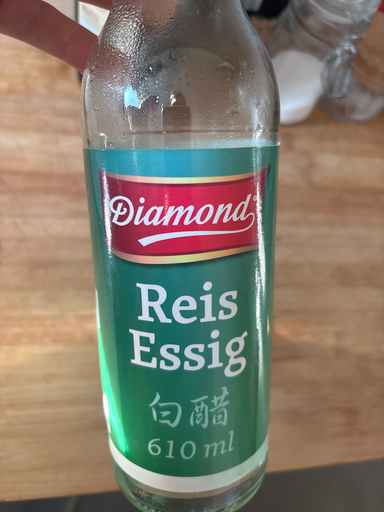 Diamond
Reis
Essig
白醋
610 ml